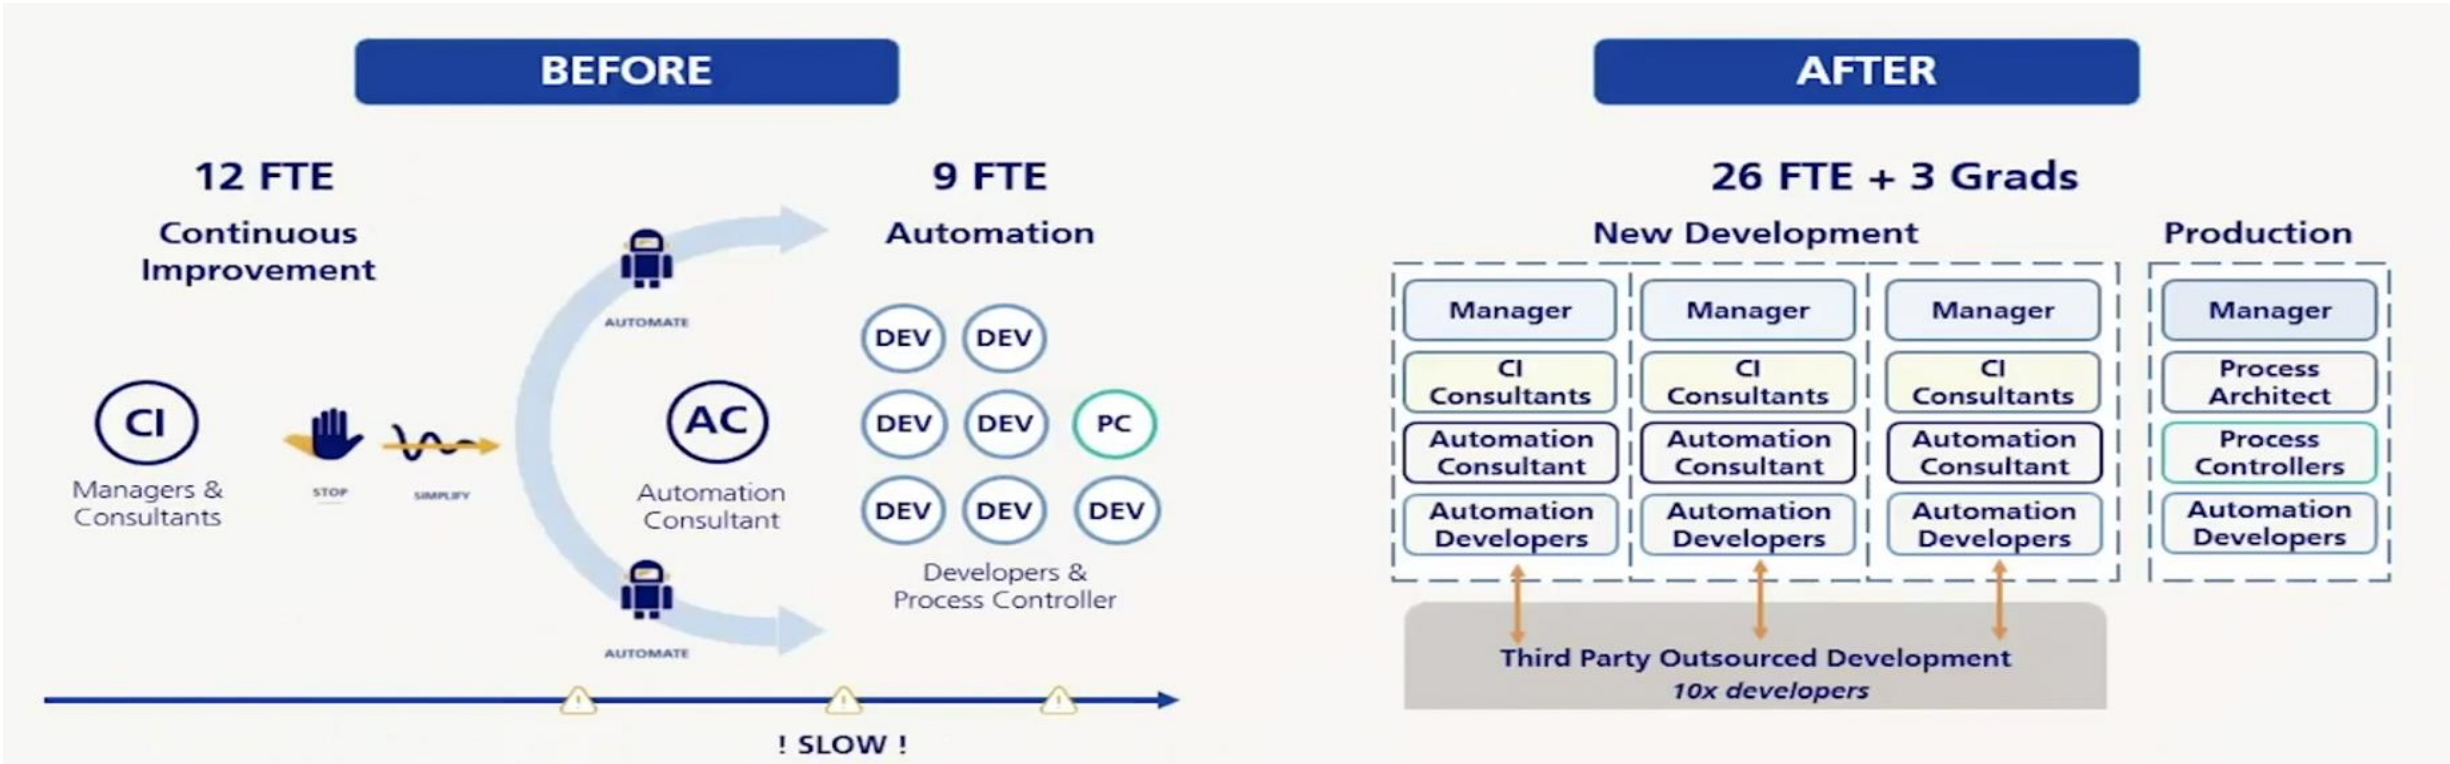 BEFORE
12 FTE
Continuous
Improvement
CI
Managers &
Consultants
STOP
SIMPLIFY
AUTOMATE
AC
Automation
Consultant
AUTOMATE
9 FTE
Automation
DEV DEV
DEV DEV PC
DEV DEV DEV
Developers &
Process Controller
! ! !
! SLOW !
AFTER
26 FTE + 3 Grads
New Development
Manager Manager Manager
CI CI CI
Consultants Consultants Consultants
Automation Automation Automation
Consultant Consultant Consultant
Automation Automation Automation
Developers Developers Developers
Production
Manager
Process
Architect
Process
Controllers
Automation
Developers
Third Party Outsourced Development
10x developers